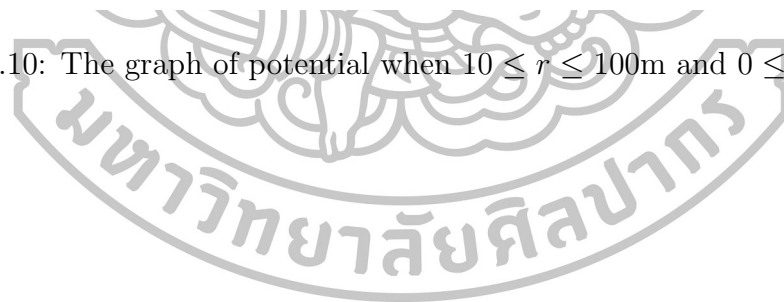 .10: The graph of potential when 10 ≤ r ≤ 100m and 0 ≤
มหาวิทยาลัยศิลปากร